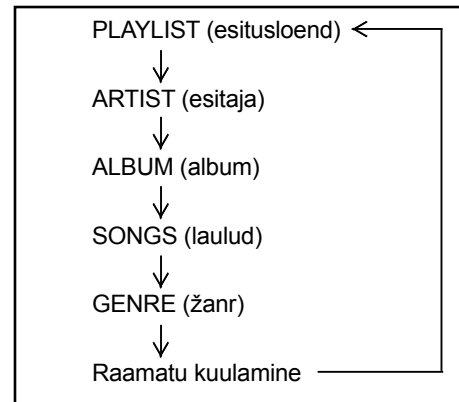 PLAYLIST (esitusloend)
ARTIST (esitaja)
ALBUM (album)
SONGS (laulud)
GENRE (žanr)
Raamatu kuulamine